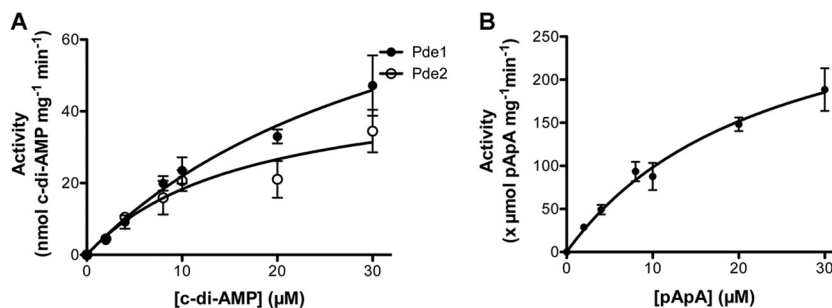 A
Activity
(nmol c-di-AMP mg⁻¹ min⁻¹)
60
40
20
0
0
10
20
30
[c-di-AMP] (µM)
Pde1
Pde2
B
Activity
(x µmol pApA mg⁻¹min⁻¹)
250
200
150
100
50
0
0
10
20
30
[pApA] (µM)